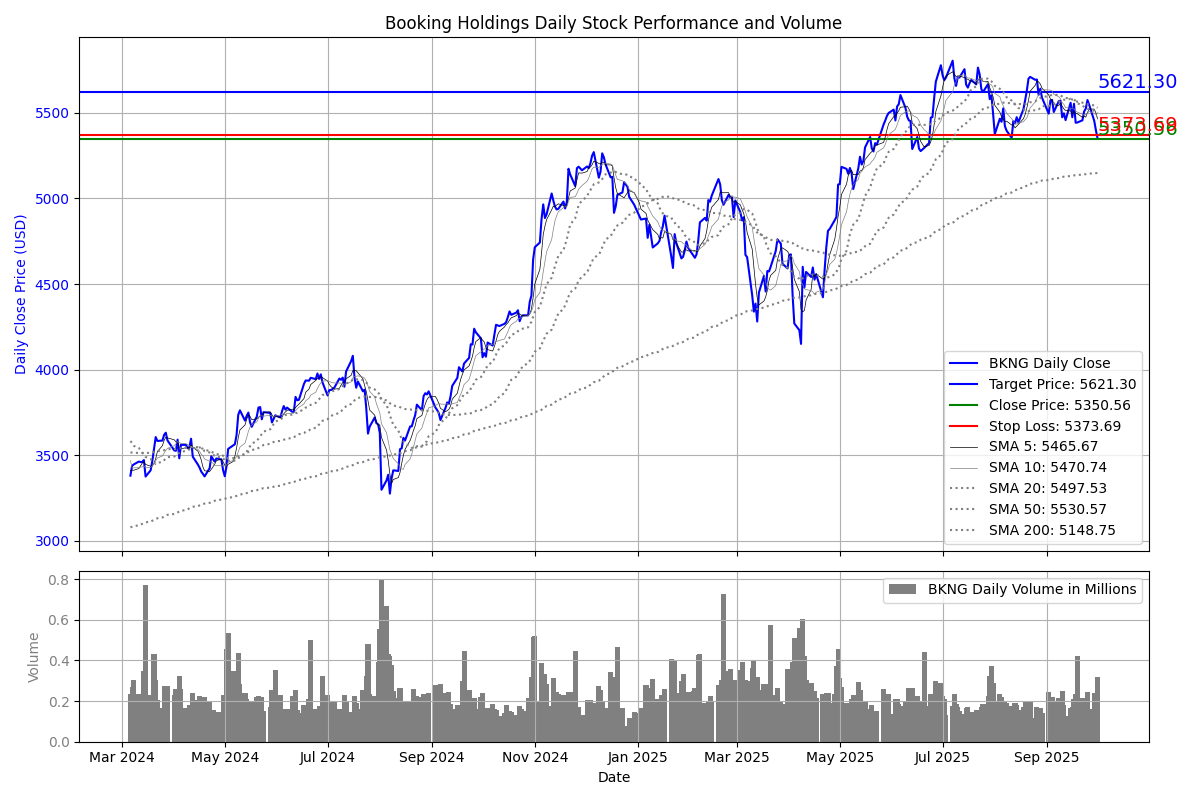 Booking Holdings Daily Stock Performance and Volume
Daily Close Price (USD)
5500
5000
4500
4000
3500
3000
5621.30
5373.69
5350.56
BKNG Daily Close
Target Price: 5621.30
Close Price: 5350.56
Stop Loss: 5373.69
SMA 5: 5465.67
SMA 10: 5470.74
SMA 20: 5497.53
SMA 50: 5530.57
SMA 200: 5148.75
Volume
0.8
0.6
0.4
0.2
0.0
BKNG Daily Volume in Millions
Mar 2024 May 2024 Jul 2024 Sep 2024 Nov 2024 Jan 2025 Mar 2025 May 2025 Jul 2025 Sep 2025
Date